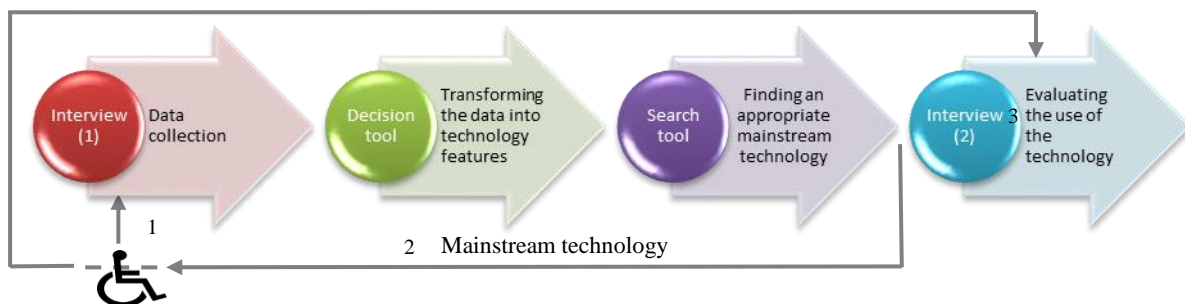 Interview
(1)
Data
collection
Decision
tool
Transforming
the data into
technology
features
Search
tool
Finding an
appropriate
mainstream
technology
Interview
(2)
3
Evaluating
the use of
the
technology
1
2 Mainstream technology